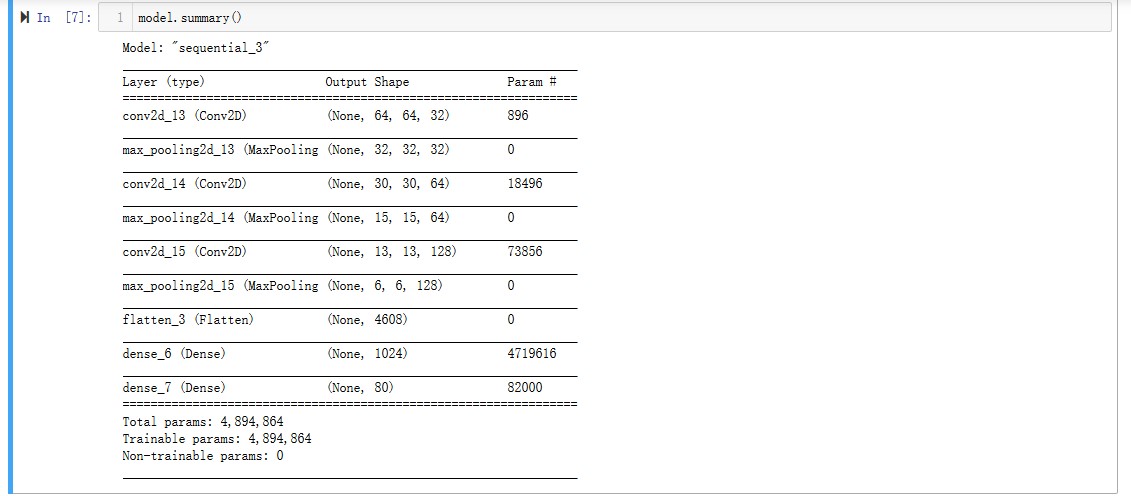 In [7]: 1 model.summary()
Model: "sequential_3"
Layer (type) Output Shape Param #
=================================================================
conv2d_13 (Conv2D) (None, 64, 64, 32) 896
max_pooling2d_13 (MaxPooling (None, 32, 32, 32) 0
conv2d_14 (Conv2D) (None, 30, 30, 64) 18496
max_pooling2d_14 (MaxPooling (None, 15, 15, 64) 0
conv2d_15 (Conv2D) (None, 13, 13, 128) 73856
max_pooling2d_15 (MaxPooling (None, 6, 6, 128) 0
flatten_3 (Flatten) (None, 4608) 0
dense_6 (Dense) (None, 1024) 4719616
dense_7 (Dense) (None, 80) 82000
=================================================================
Total params: 4,894,864
Trainable params: 4,894,864
Non-trainable params: 0